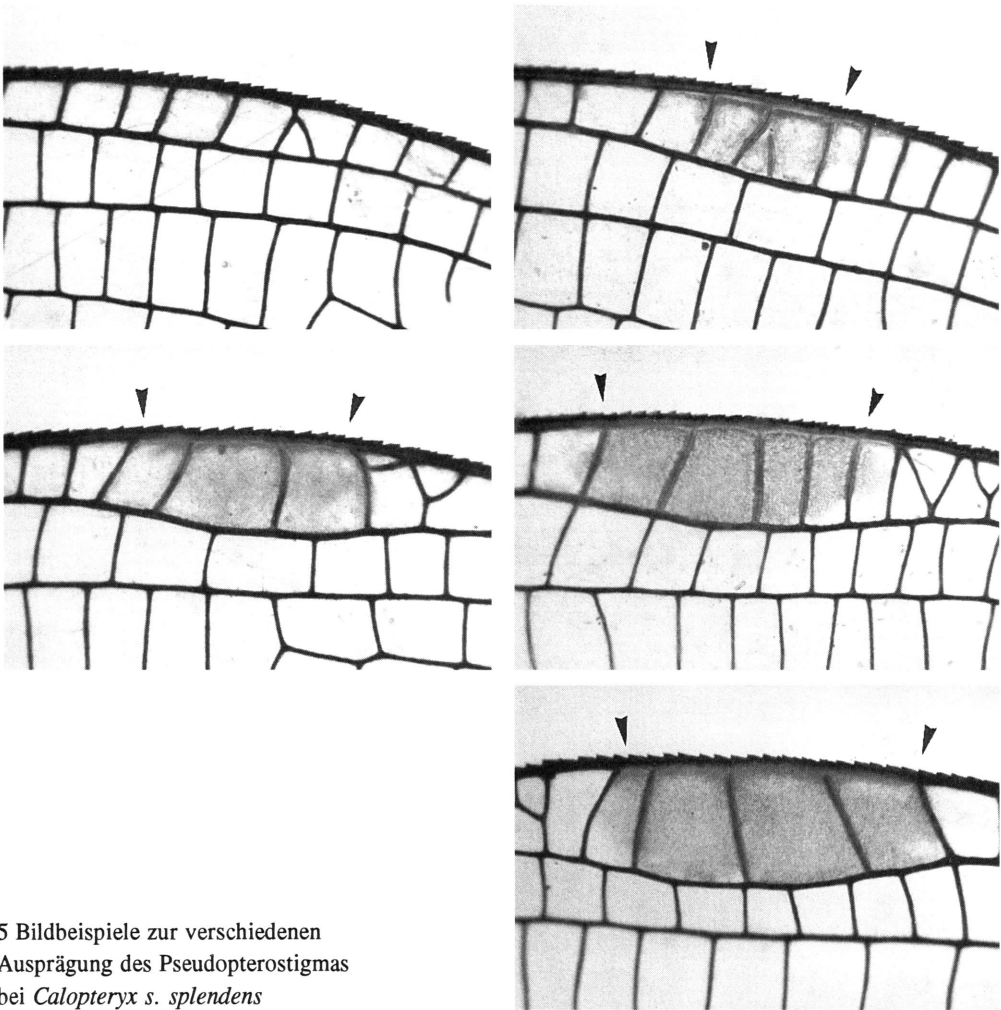 5 Bildbeispiele zur verschiedenen
Ausprägung des Pseudopterostigmas
bei Calopteryx s. splendens